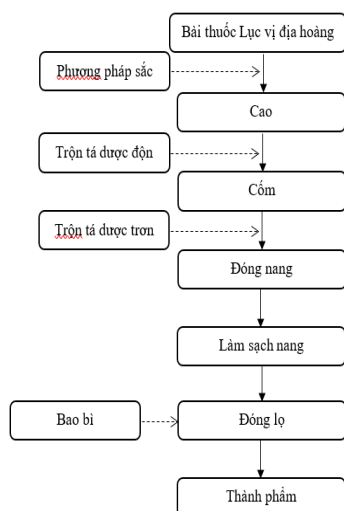 Bài thuốc Lục vị địa hoàng
Phương pháp sắc
Cao
Trộn tá dược độn
Cốm
Trộn tá dược trơn
Đóng nang
Làm sạch nang
Bao bì
Đóng lọ
Thành phẩm